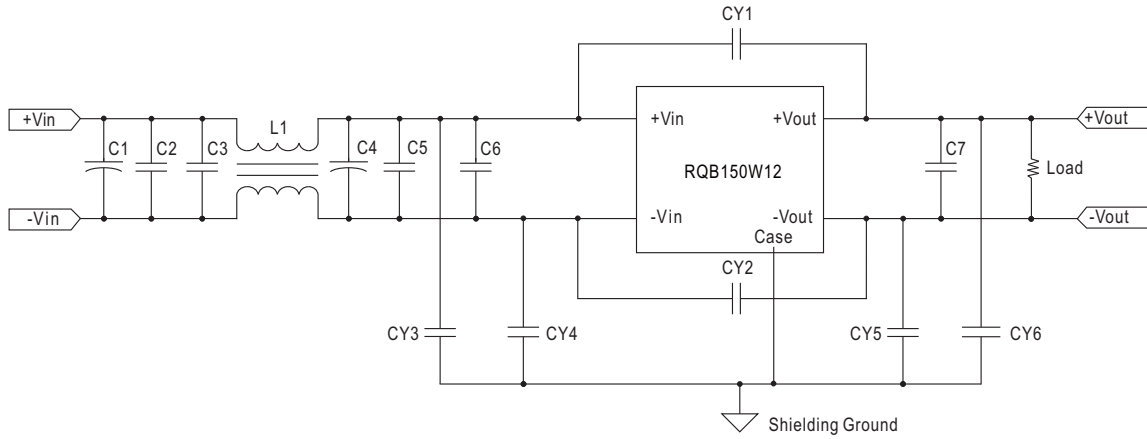 CY1
+Vin
L1
+Vin
+Vout
+Vout
C1
C2
C3
C4
C5
C6
RQB150W12
C7
Load
-Vin
-Vin
-Vout
-Vout
Case
CY2
CY3
CY4
CY5
CY6
Shielding Ground